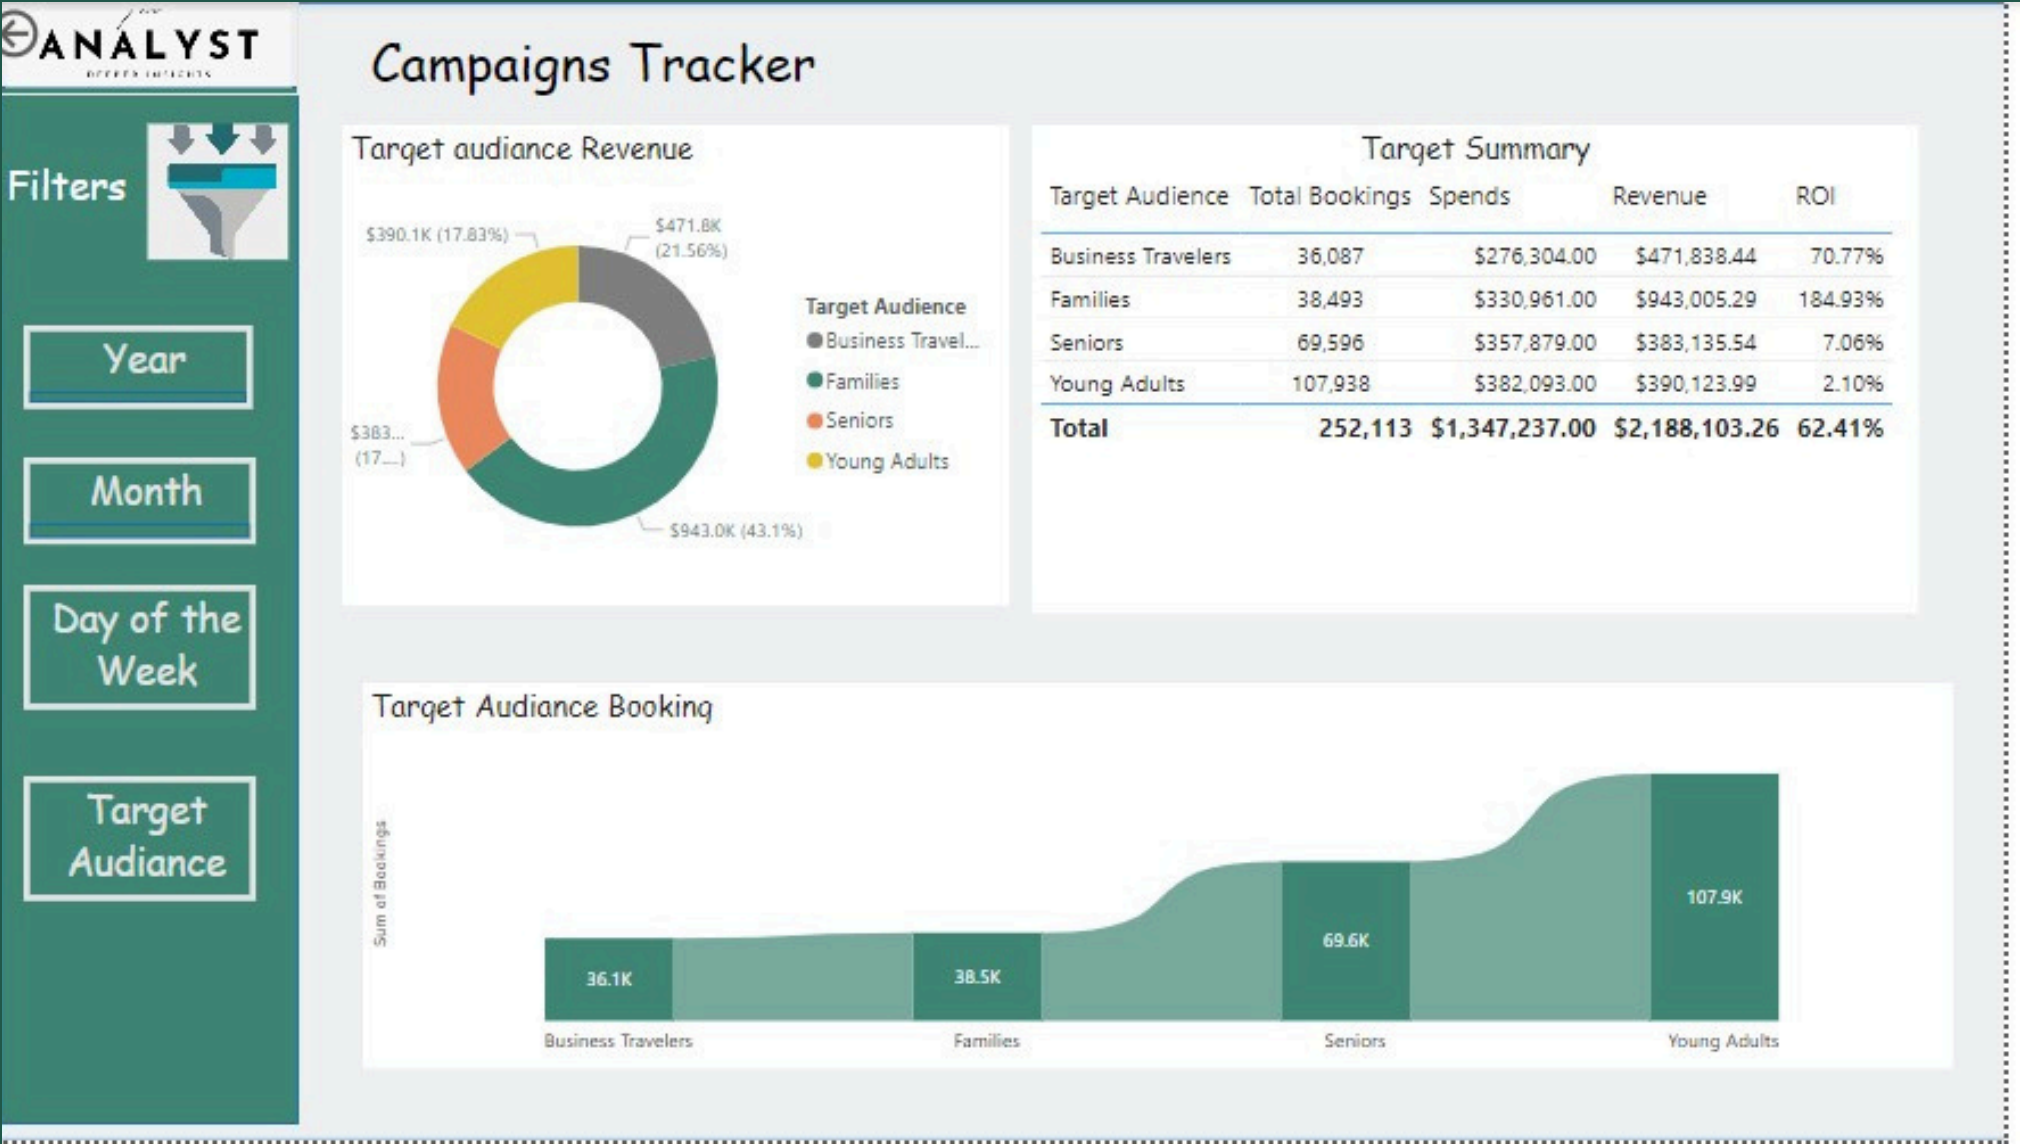 ANALYST
DEEPER INSIGHTS
Campaigns Tracker
Filters
Year
Month
Day of the
Week
Target
Audiance
Target audiance Revenue
$390.1K (17.83%)
$471.8K
(21.56%)
$383...
(17....)
$943.0K (43.1%)
Target Audience
Business Travel...
Families
Seniors
Young Adults
Target Summary
Target Audience Total Bookings Spends Revenue ROI
Business Travelers 36,087 $276,304.00 $471,838.44 70.77%
Families 38,493 $330,961.00 $943,005.29 184.93%
Seniors 69,596 $357,879.00 $383,135.54 7.06%
Young Adults 107,938 $382,093.00 $390,123.99 2.10%
Total 252,113 $1,347,237.00 $2,188,103.26 62.41%
Target Audiance Booking
Sum of Bookings
36.1K
38.5K
69.6K
107.9K
Business Travelers Families Seniors Young Adults